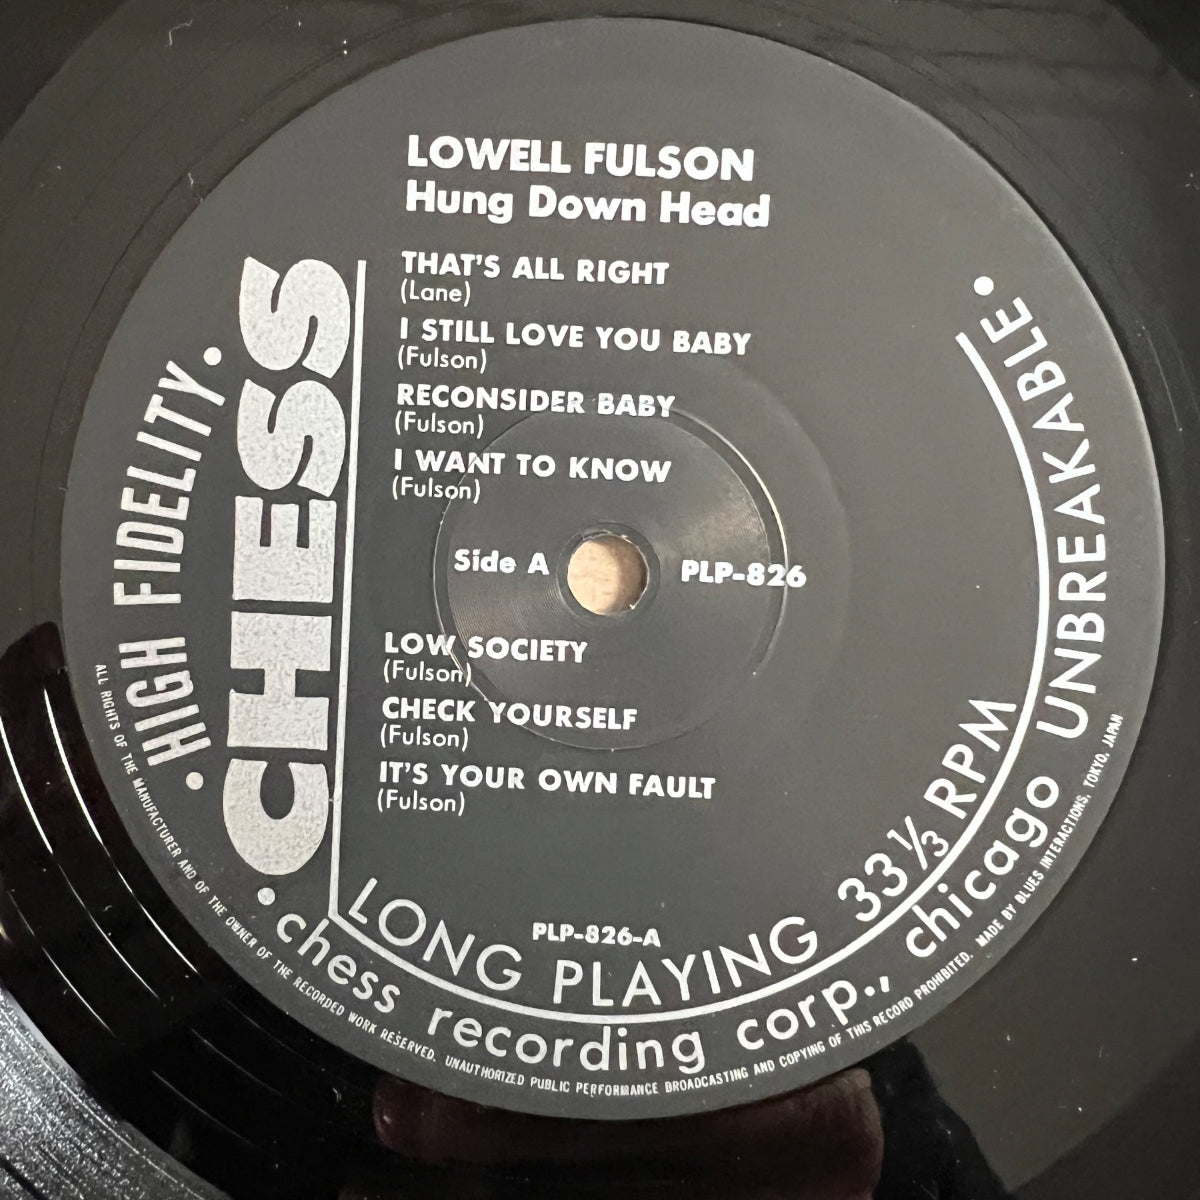 LOWELL FULSON
Hung Down Head
THAT'S ALL RIGHT
(Lane)
I STILL LOVE YOU BABY
(Fulson)
RECONSIDER BABY
(Fulson)
I WANT TO KNOW
(Fulson)
Side A
PLP-826
LOW SOCIETY
(Fulson)
CHECK YOURSELF
(Fulson)
IT'S YOUR OWN FAULT
(Fulson)
PLP-826-A
LONG PLAYING 33⅓ RPM
CHESS
• HIGH FIDELITY •
• chess recording corp., chicago UNBREAKABLE •
ALL RIGHTS OF THE MANUFACTURER AND OF THE OWNER OF THE RECORDED WORK RESERVED. UNAUTHORIZED PUBLIC PERFORMANCE BROADCASTING AND COPYING OF THIS RECORD PROHIBITED. MADE BY BLUES INTERACTIONS, TOKYO, JAPAN